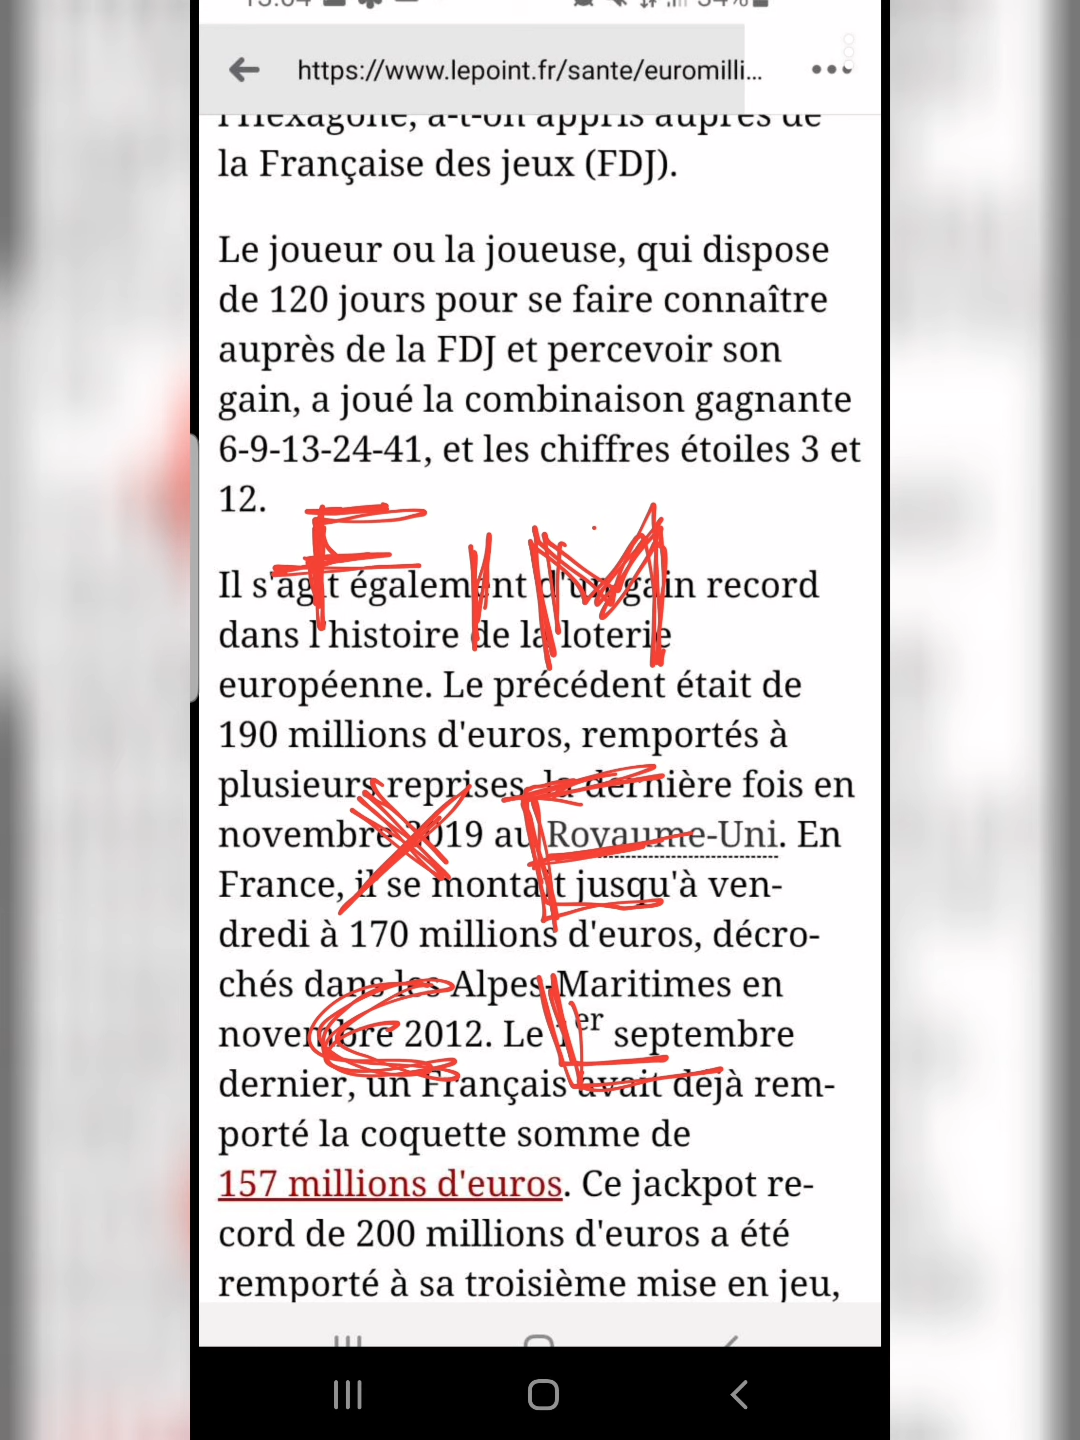 https://www.lepoint.fr/sante/euromilli...
l'Hexagone, a-t-on appris auprès de
la Française des jeux (FDJ).
Le joueur ou la joueuse, qui dispose
de 120 jours pour se faire connaître
auprès de la FDJ et percevoir son
gain, a joué la combinaison gagnante
6-9-13-24-41, et les chiffres étoiles 3 et
12.
F I M
Il s'agit également d'un gain record
dans l'histoire de la loterie
européenne. Le précédent était de
190 millions d'euros, remportés à
plusieurs reprises, la dernière fois en
X E
novembre 2019 au Royaume-Uni. En
France, il se montait jusqu'à ven-
dredi à 170 millions d'euros, décro-
chés dans les Alpes-Maritimes en
C L
novembre 2012. Le 1er septembre
dernier, un Français avait déjà rem-
porté la coquette somme de
157 millions d'euros. Ce jackpot re-
cord de 200 millions d'euros a été
remporté à sa troisième mise en jeu,